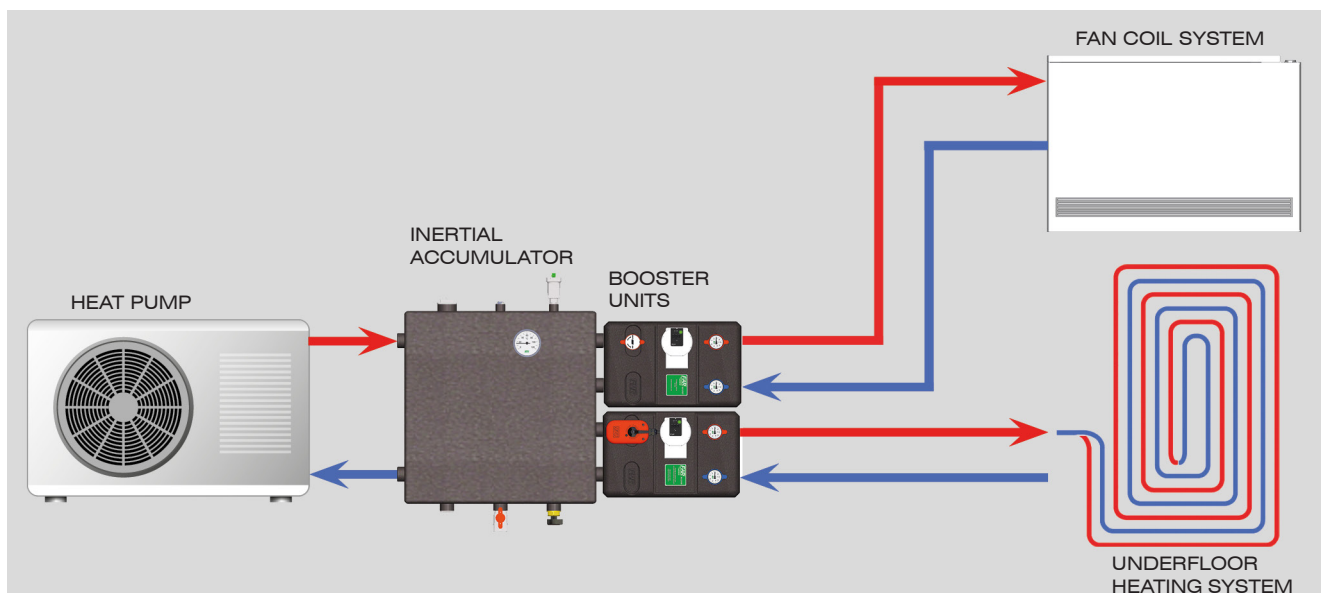 FAN COIL SYSTEM
INERTIAL
ACCUMULATOR
BOOSTER
UNITS
HEAT PUMP
UNDERFLOOR
HEATING SYSTEM